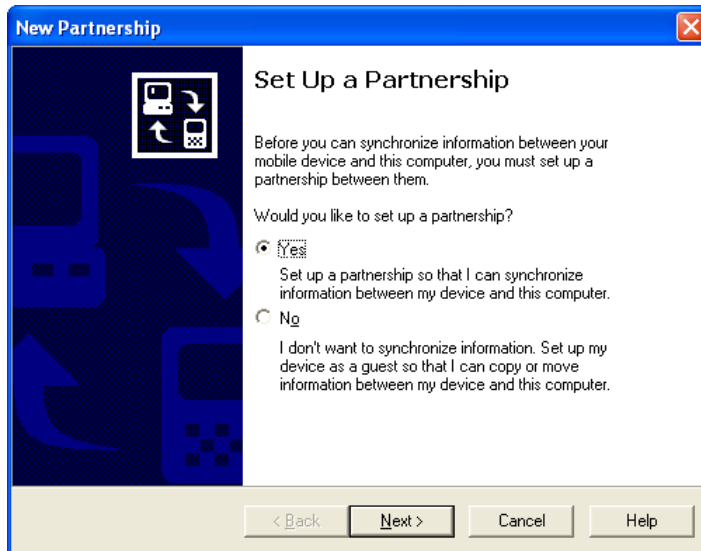 New Partnership
Set Up a Partnership
Before you can synchronize information between your
mobile device and this computer, you must set up a
partnership between them.
Would you like to set up a partnership?
Yes
Set up a partnership so that I can synchronize
information between my device and this computer.
No
I don't want to synchronize information. Set up my
device as a guest so that I can copy or move
information between my device and this computer.
< Back Next > Cancel Help